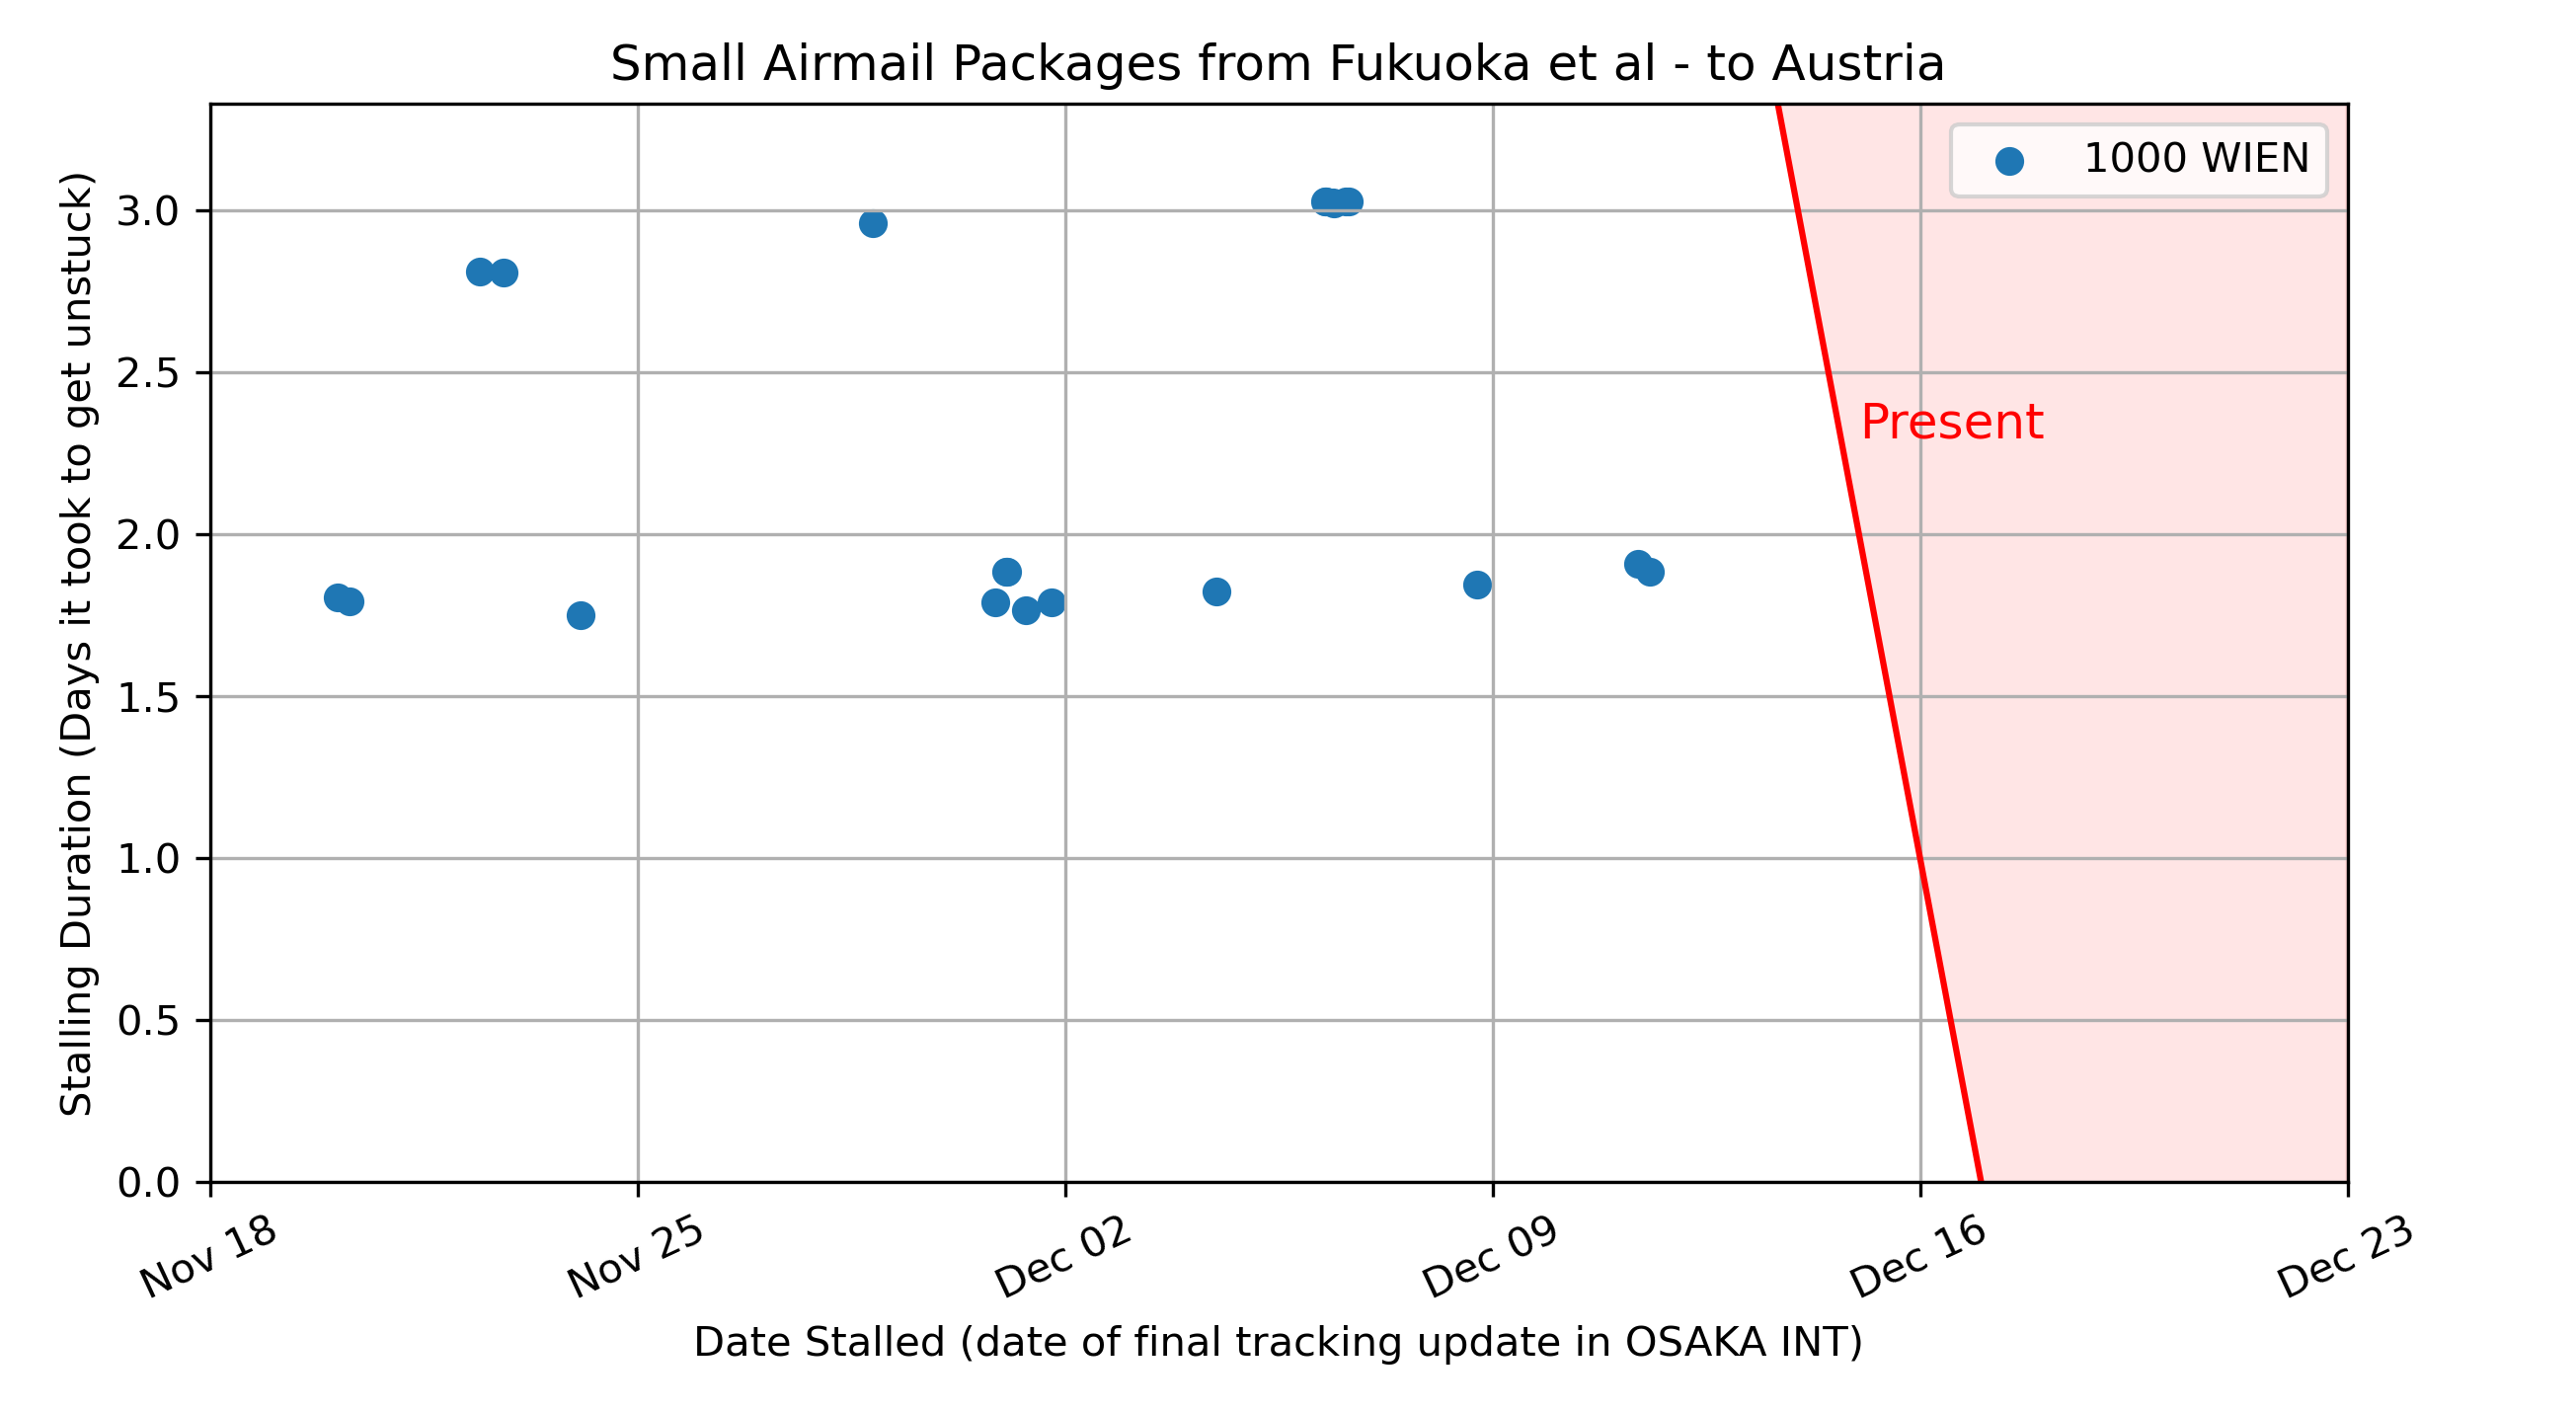 Small Airmail Packages from Fukuoka et al - to Austria
1000 WIEN
Present
Stalling Duration (Days it took to get unstuck)
3.0
2.5
2.0
1.5
1.0
0.5
0.0
Nov 18
Nov 25
Dec 02
Dec 09
Dec 16
Dec 23
Date Stalled (date of final tracking update in OSAKA INT)